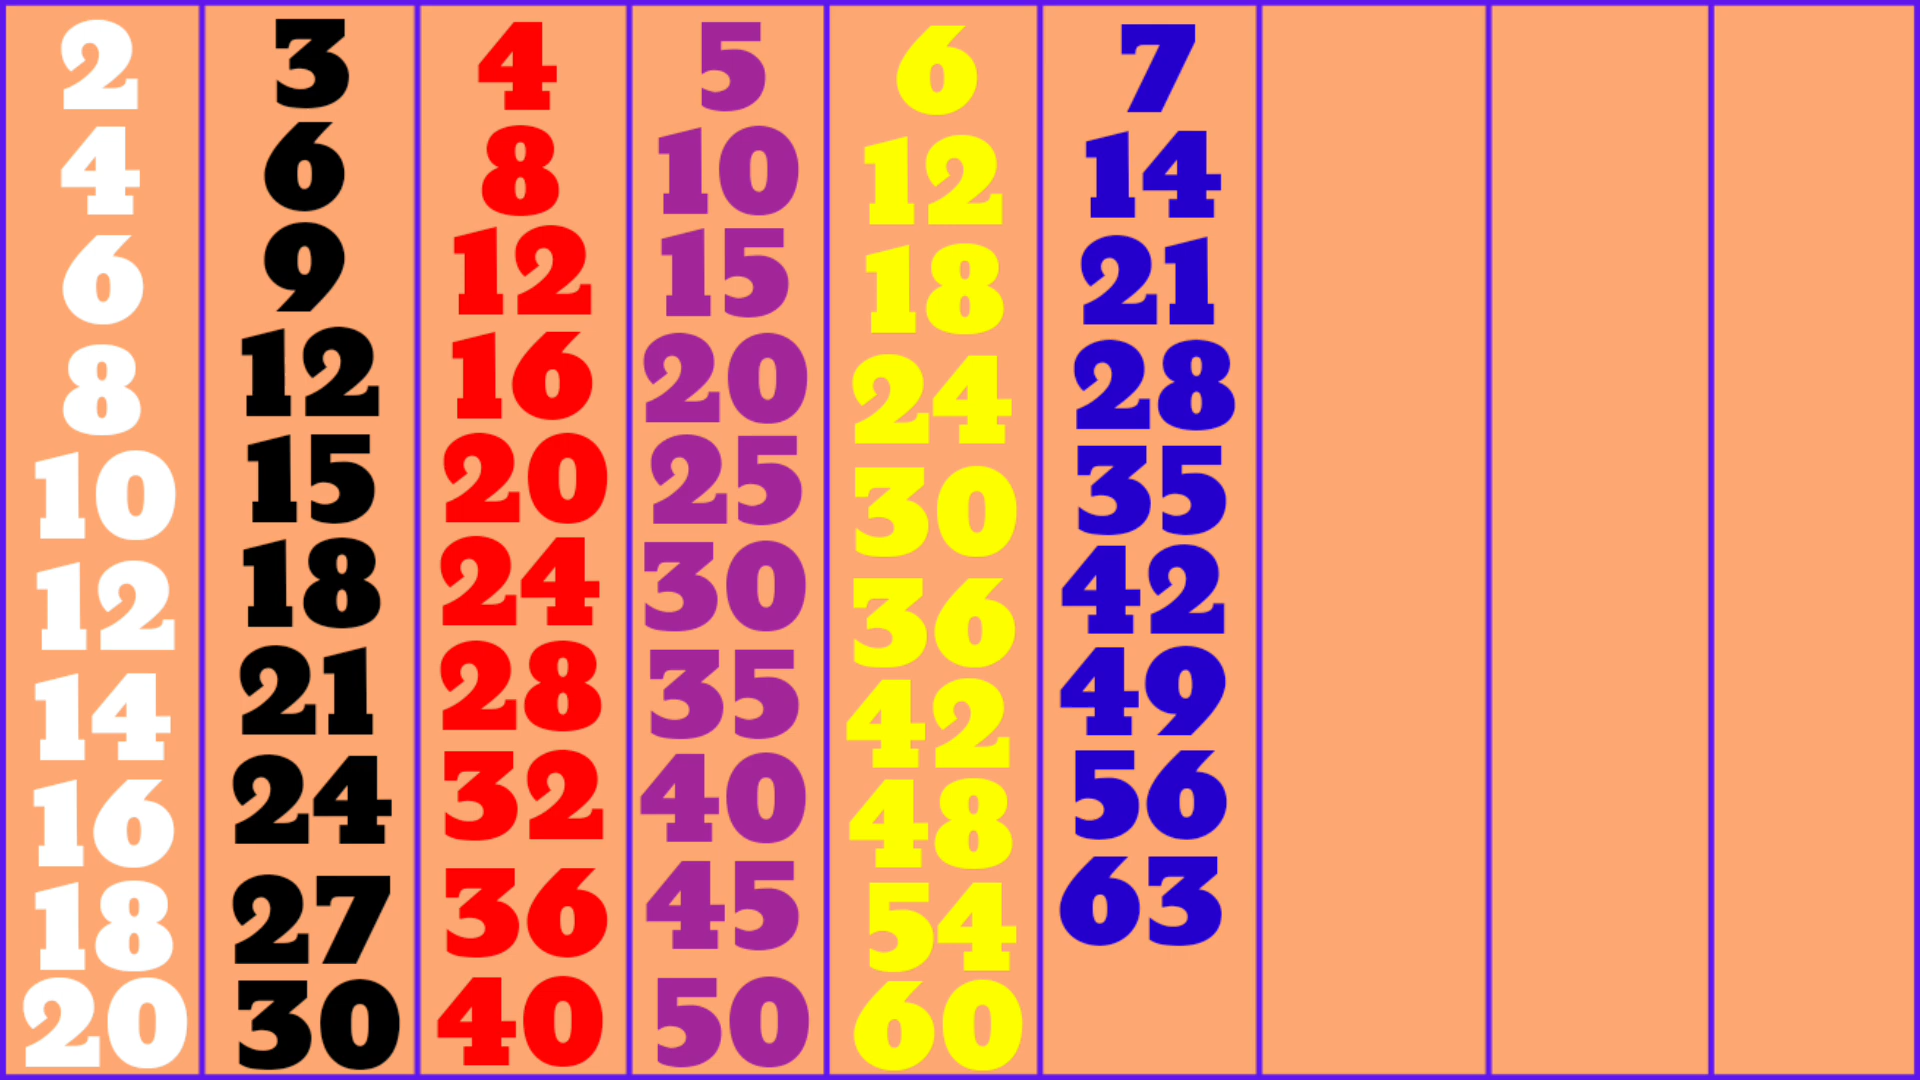 2 3 4 5 6 7
4 6 8 10 12 14
6 9 12 15 18 21
8 12 16 20 24 28
10 15 20 25 30 35
12 18 24 30 36 42
14 21 28 35 42 49
16 24 32 40 48 56
18 27 36 45 54 63
20 30 40 50 60